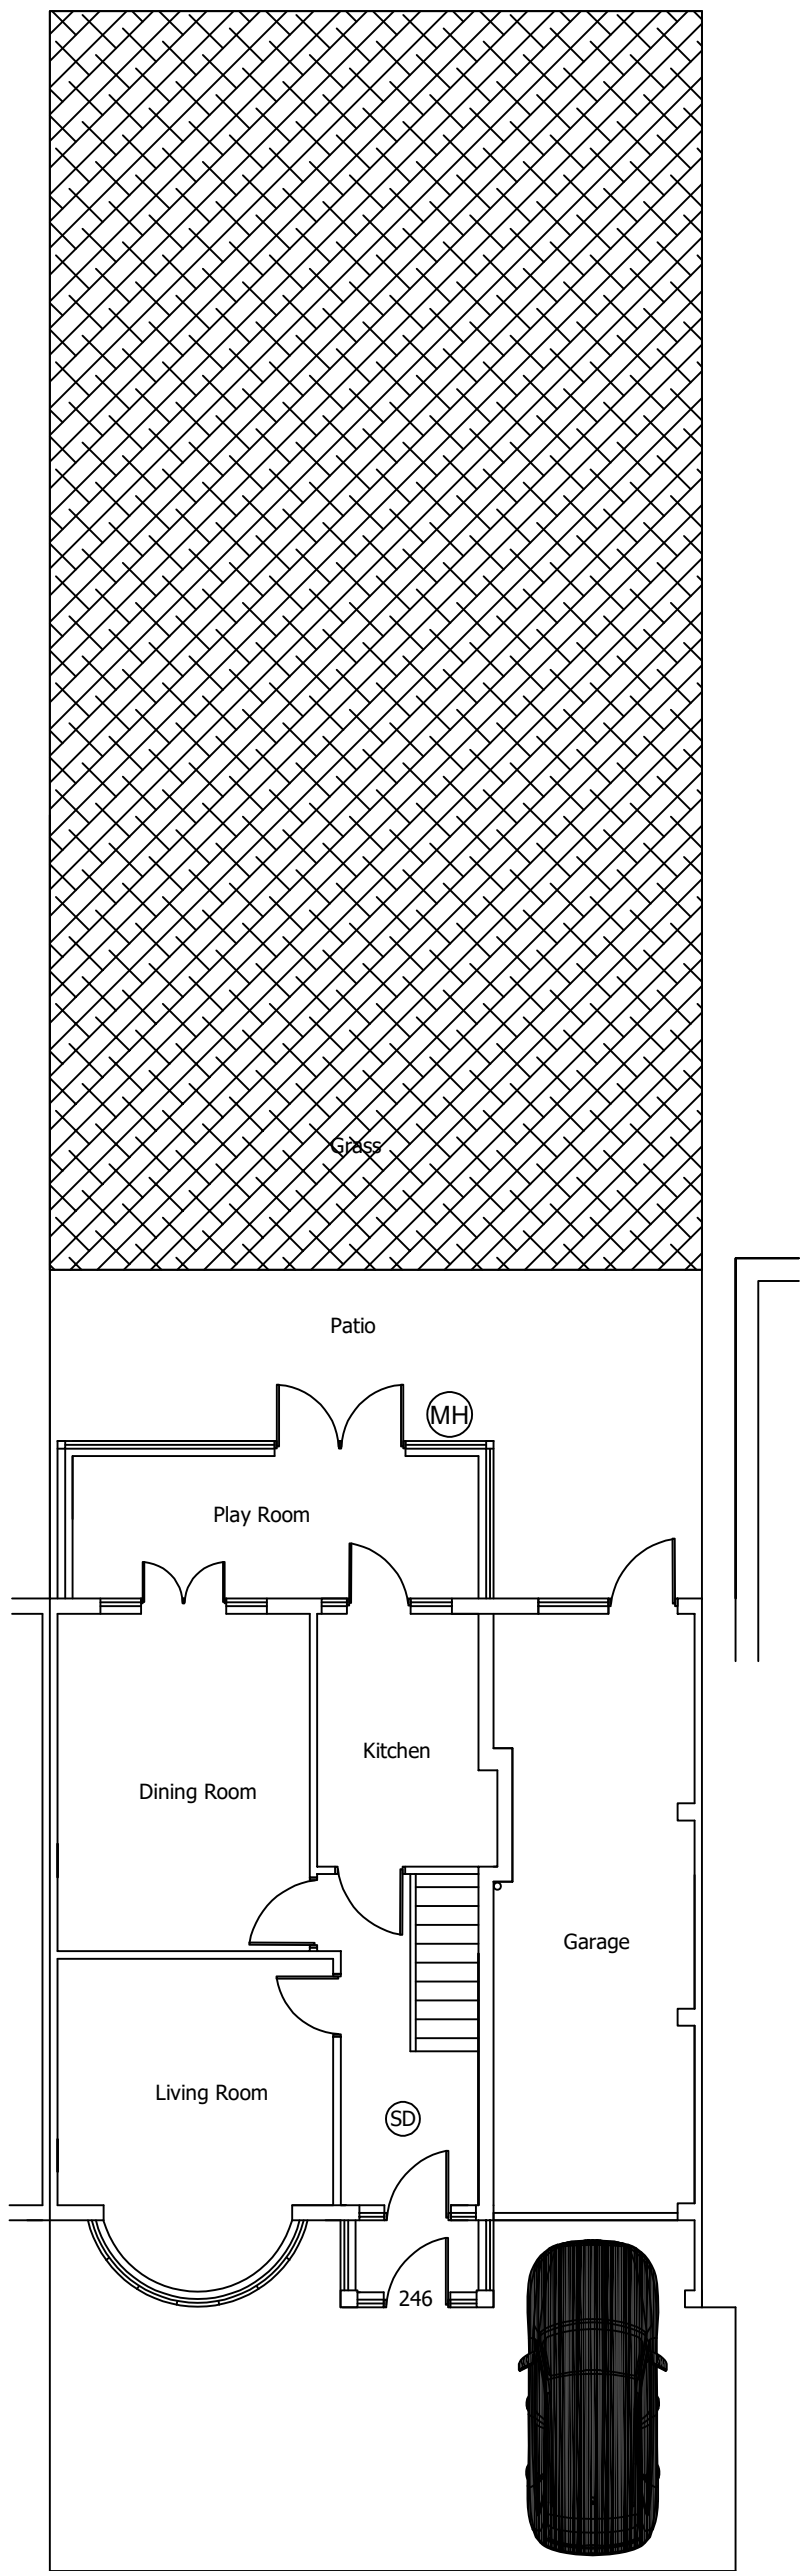 Grass
Patio
MH
Play Room
Kitchen
Dining Room
Garage
Living Room
SD
246